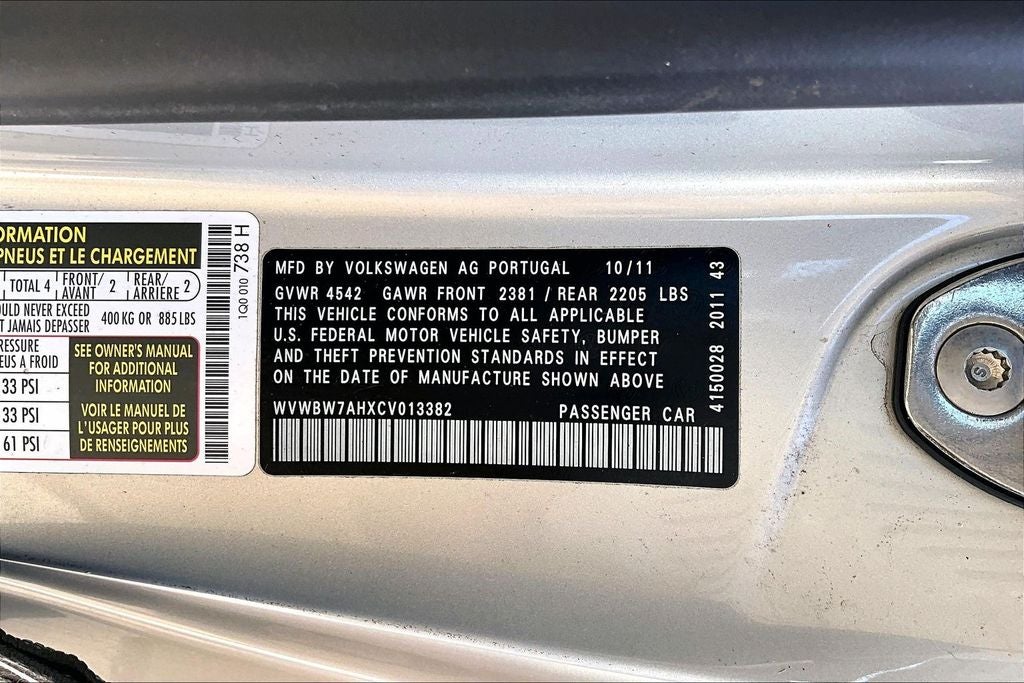 ORMATION
PNEUS ET LE CHARGEMENT
TOTAL 4 FRONT/ AVANT 2 REAR/ ARRIÈRE 2
ULD NEVER EXCEED
T JAMAIS DEPASSER
400 KG OR 885 LBS
RESSURE
EUS A FROID
33 PSI
33 PSI
61 PSI
SEE OWNER'S MANUAL
FOR ADDITIONAL
INFORMATION
VOIR LE MANUEL DE
L'USAGER POUR PLUS
DE RENSEIGNEMENTS
1Q0 010 738 H
MFD BY VOLKSWAGEN AG PORTUGAL 10/11
GVWR 4542 GAWR FRONT 2381 / REAR 2205 LBS
THIS VEHICLE CONFORMS TO ALL APPLICABLE
U.S. FEDERAL MOTOR VEHICLE SAFETY, BUMPER
AND THEFT PREVENTION STANDARDS IN EFFECT
ON THE DATE OF MANUFACTURE SHOWN ABOVE
WVWBW7AHXCV013382 PASSENGER CAR
4150028 2011 43
S